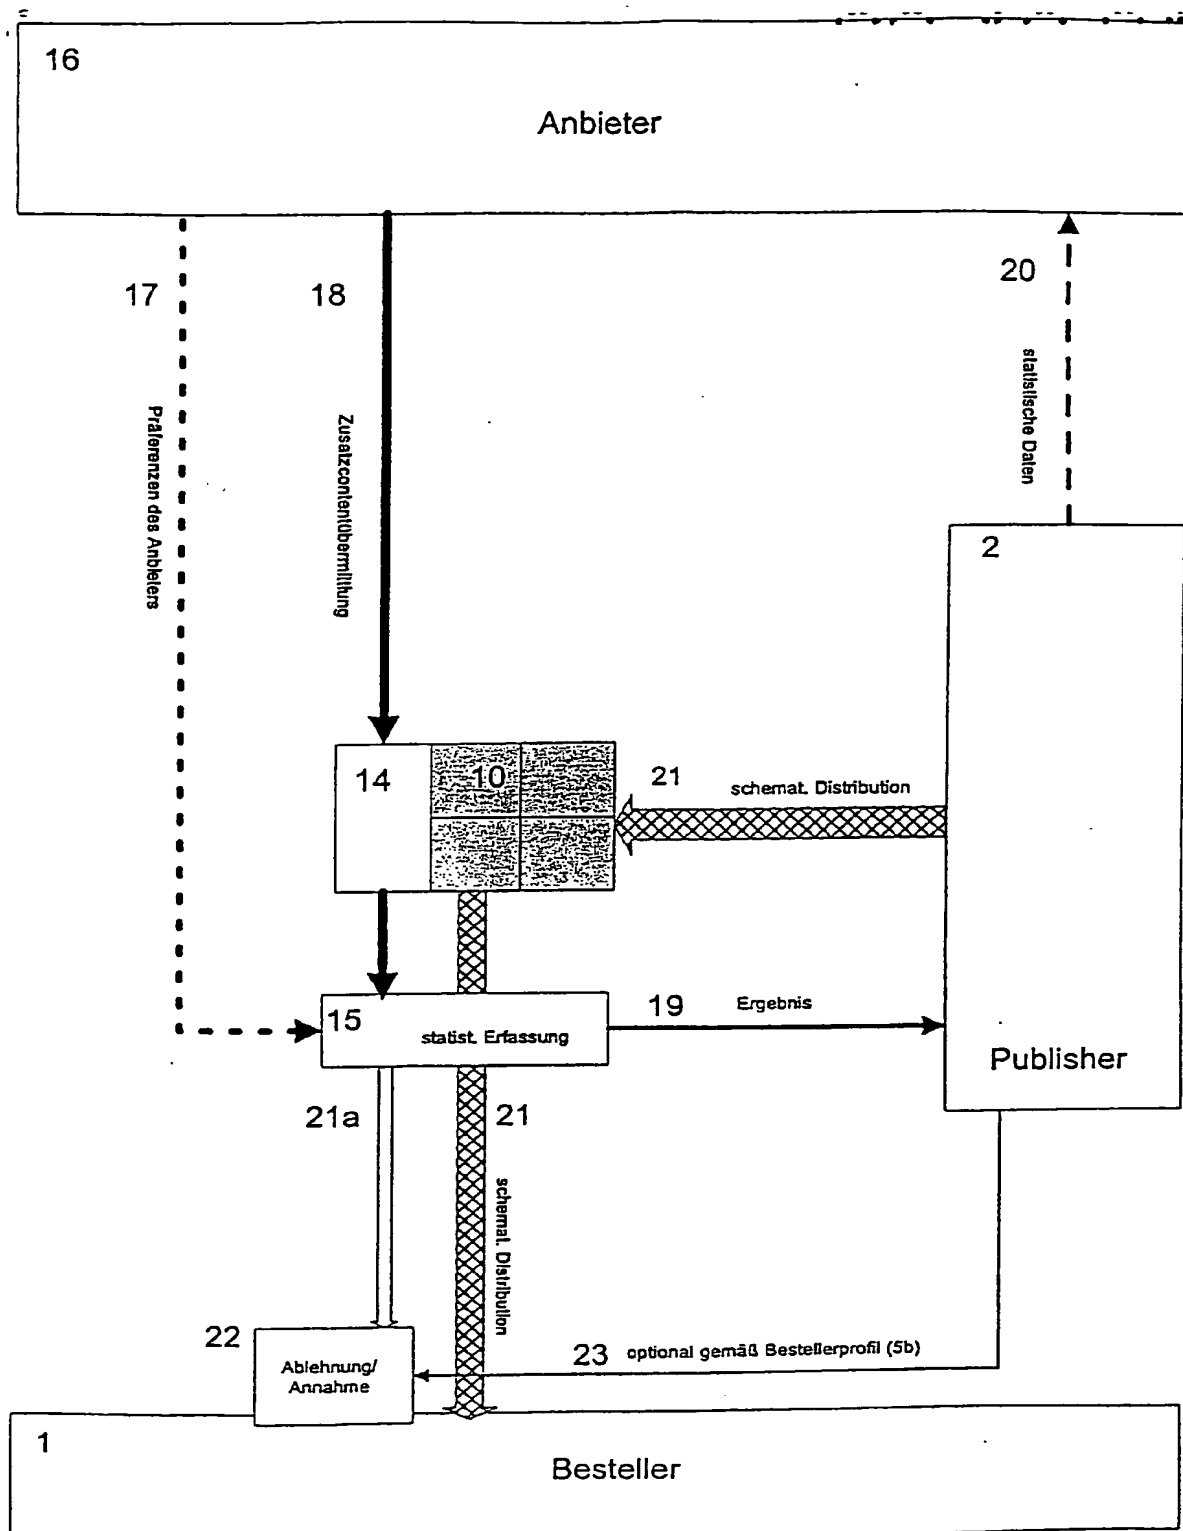 16
Anbieter
17
18
20
Präferenzen des Anbieters
Zusatzcontentübermittlung
statistische Daten
2
14
10
21
schemat. Distribution
15
statist. Erfassung
19
Ergebnis
Publisher
21a
21
schemat. Distribution
22
Ablehnung/
Annahme
23
optional gemäß Bestellerprofil (5b)
1
Besteller